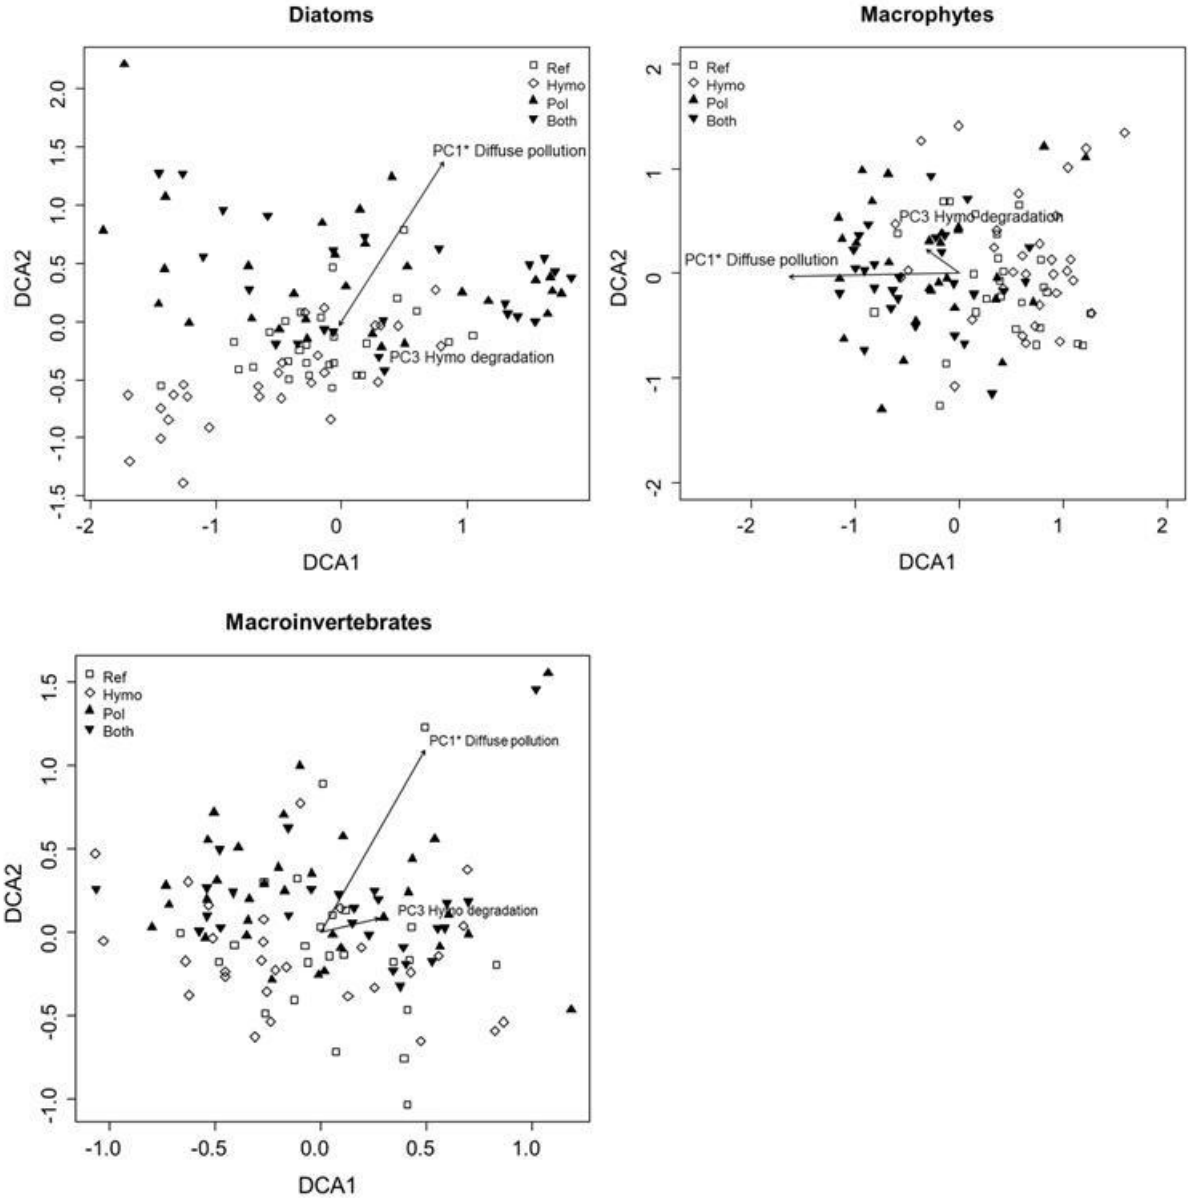 Diatoms
Ref
Hymo
Pol
Both
PC1* Diffuse pollution
PC3 Hymo degradation
DCA2
2.0
1.5
1.0
0.5
0.0
-0.5
-1.0
-1.5
-2
-1
0
1
DCA1
Macrophytes
Ref
Hymo
Pol
Both
PC3 Hymo degradation
PC1* Diffuse pollution
DCA2
2
1
0
-1
-2
-2
-1
0
1
2
DCA1
Macroinvertebrates
Ref
Hymo
Pol
Both
PC1* Diffuse pollution
PC3 Hymo degradation
DCA2
1.5
1.0
0.5
0.0
-0.5
-1.0
-1.0
-0.5
0.0
0.5
1.0
DCA1